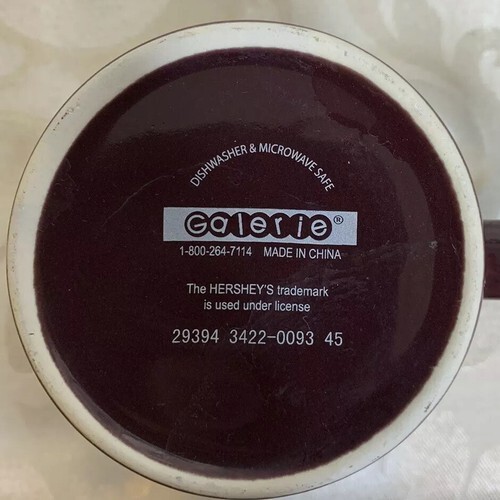 DISHWASHER & MICROWAVE SAFE
Galerie®
1-800-264-7114 MADE IN CHINA
The HERSHEY'S trademark
is used under license
29394 3422-0093 45